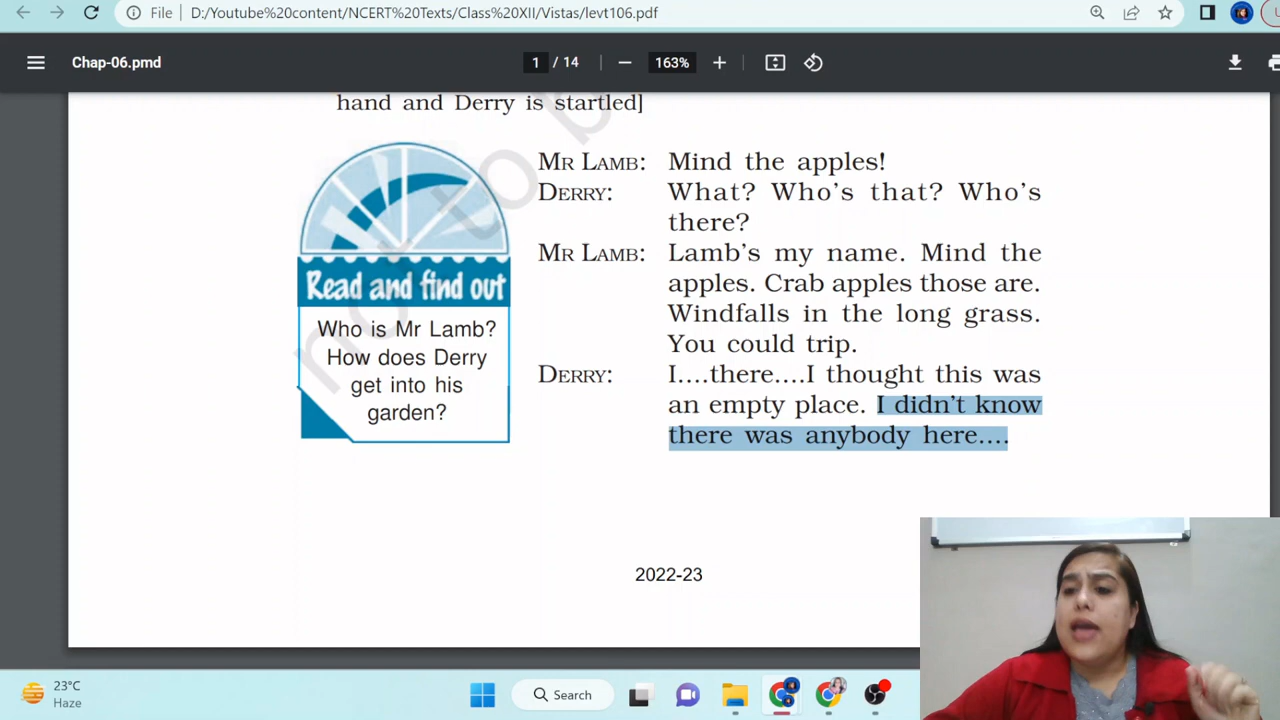 File D:/Youtube%20content/NCERT%20Texts/Class%20XII/Vistas/levt106.pdf
Chap-06.pmd 1 / 14 163%
hand and Derry is startled]
MR LAMB: Mind the apples!
DERRY: What? Who's that? Who's
there?
MR LAMB: Lamb's my name. Mind the
apples. Crab apples those are.
Windfalls in the long grass.
You could trip.
DERRY: I....there....I thought this was
an empty place. I didn't know
there was anybody here....
Read and find out
Who is Mr Lamb?
How does Derry
get into his
garden?
not to b
2022-23
23°C
Haze
Search